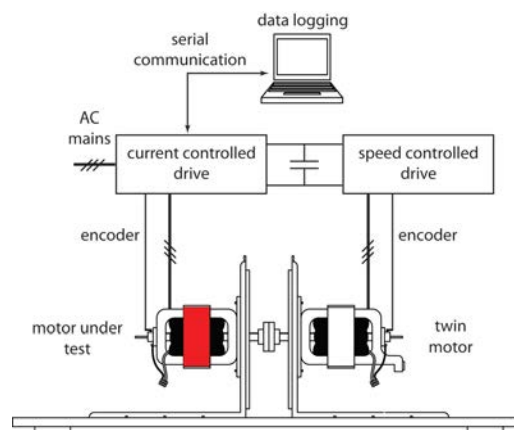 data logging
serial
communication
AC
mains
current controlled
drive
speed controlled
drive
encoder
encoder
motor under
test
twin
motor